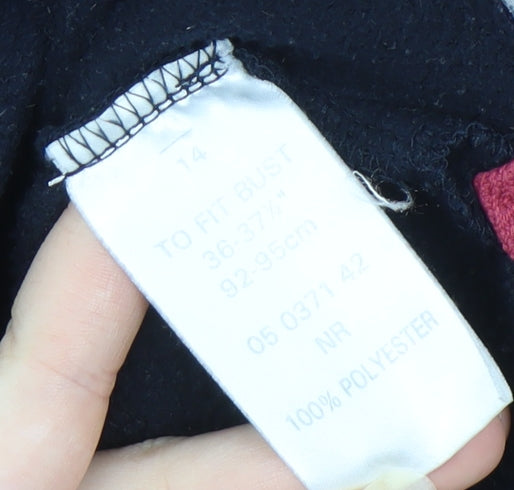 14
TO FIT BUST
36-37½"
92-95cm
05 0371 42
NR
100% POLYESTER